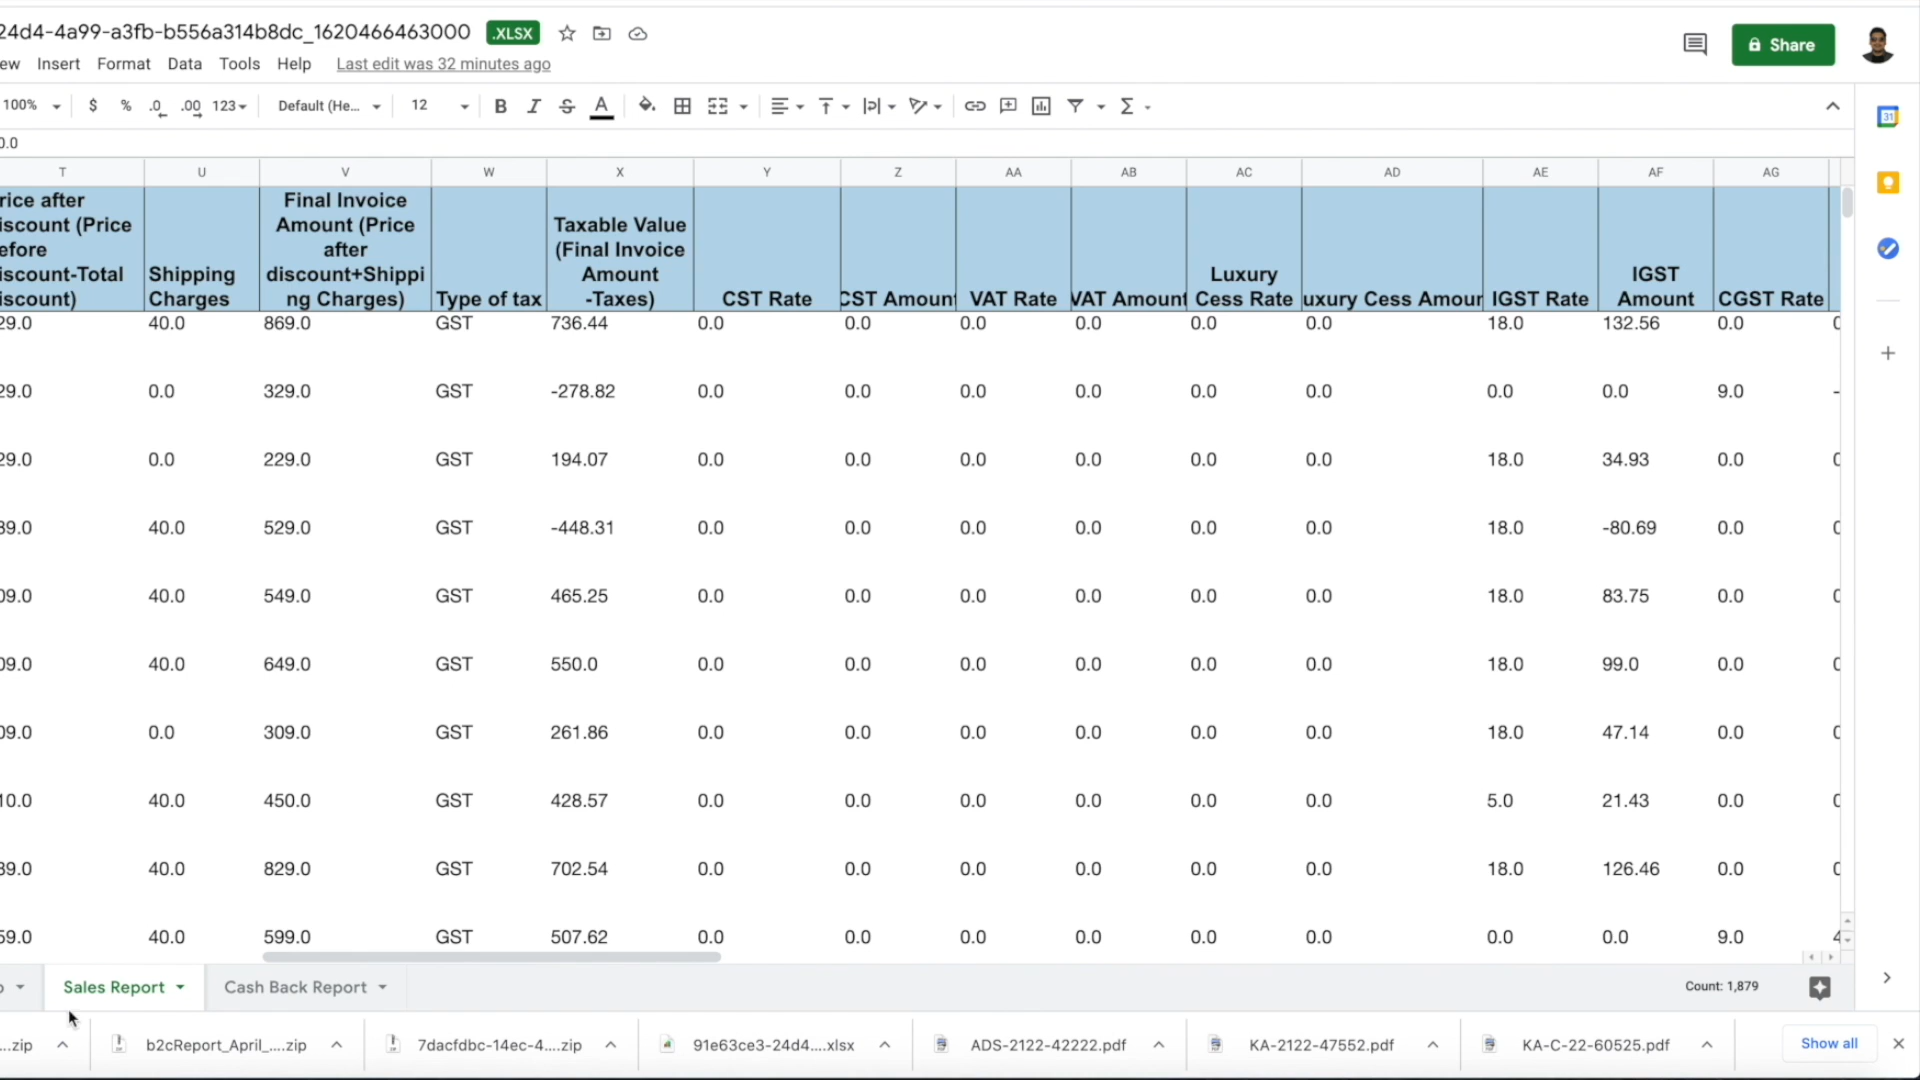 24d4-4a99-a3fb-b556a314b8dc_1620466463000 .XLSX
Share
ew Insert Format Data Tools Help Last edit was 32 minutes ago
100% $ % .0 .00 123 Default (He... 12 B I S A Σ
31
0.0
T U V W X Y Z AA AB AC AD AE AF AG
rice after
iscount (Price
efore
iscount-Total
iscount)
Shipping
Charges
Final Invoice
Amount (Price
after
discount+Shippi
ng Charges)
Type of tax
Taxable Value
(Final Invoice
Amount
-Taxes)
CST Rate
CST Amount
VAT Rate
VAT Amount
Luxury
Cess Rate
uxury Cess Amour
IGST Rate
IGST
Amount
CGST Rate
29.0 40.0 869.0 GST 736.44 0.0 0.0 0.0 0.0 0.0 0.0 18.0 132.56 0.0
29.0 0.0 329.0 GST -278.82 0.0 0.0 0.0 0.0 0.0 0.0 0.0 0.0 9.0 -
29.0 0.0 229.0 GST 194.07 0.0 0.0 0.0 0.0 0.0 0.0 18.0 34.93 0.0
89.0 40.0 529.0 GST -448.31 0.0 0.0 0.0 0.0 0.0 0.0 18.0 -80.69 0.0
09.0 40.0 549.0 GST 465.25 0.0 0.0 0.0 0.0 0.0 0.0 18.0 83.75 0.0
09.0 40.0 649.0 GST 550.0 0.0 0.0 0.0 0.0 0.0 0.0 18.0 99.0 0.0
09.0 0.0 309.0 GST 261.86 0.0 0.0 0.0 0.0 0.0 0.0 18.0 47.14 0.0
10.0 40.0 450.0 GST 428.57 0.0 0.0 0.0 0.0 0.0 0.0 5.0 21.43 0.0
89.0 40.0 829.0 GST 702.54 0.0 0.0 0.0 0.0 0.0 0.0 18.0 126.46 0.0
59.0 40.0 599.0 GST 507.62 0.0 0.0 0.0 0.0 0.0 0.0 0.0 0.0 9.0 4
Sales Report Cash Back Report Count: 1,879
...zip b2cReport_April_....zip 7dacfdbc-14ec-4....zip 91e63ce3-24d4....xlsx ADS-2122-42222.pdf KA-2122-47552.pdf KA-C-22-60525.pdf Show all